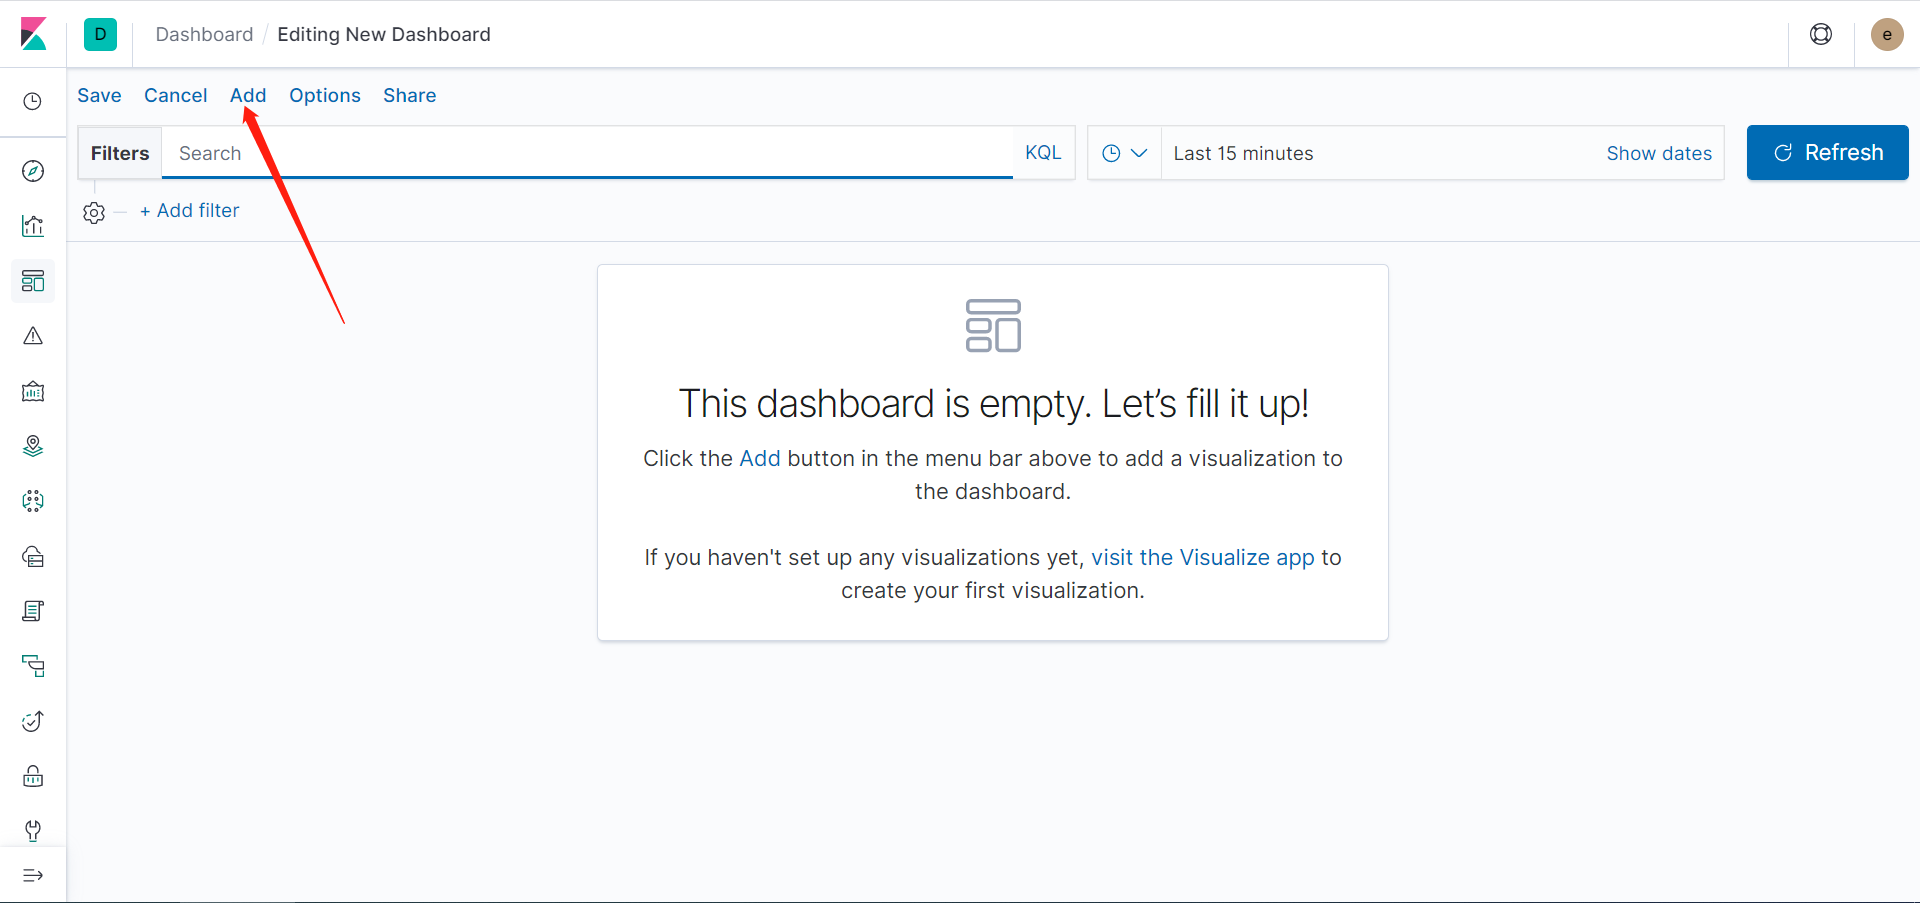 D Dashboard / Editing New Dashboard e
Save Cancel Add Options Share
Filters Search KQL Last 15 minutes Show dates Refresh
+ Add filter
This dashboard is empty. Let’s fill it up!
Click the Add button in the menu bar above to add a visualization to
the dashboard.
If you haven't set up any visualizations yet, visit the Visualize app to
create your first visualization.